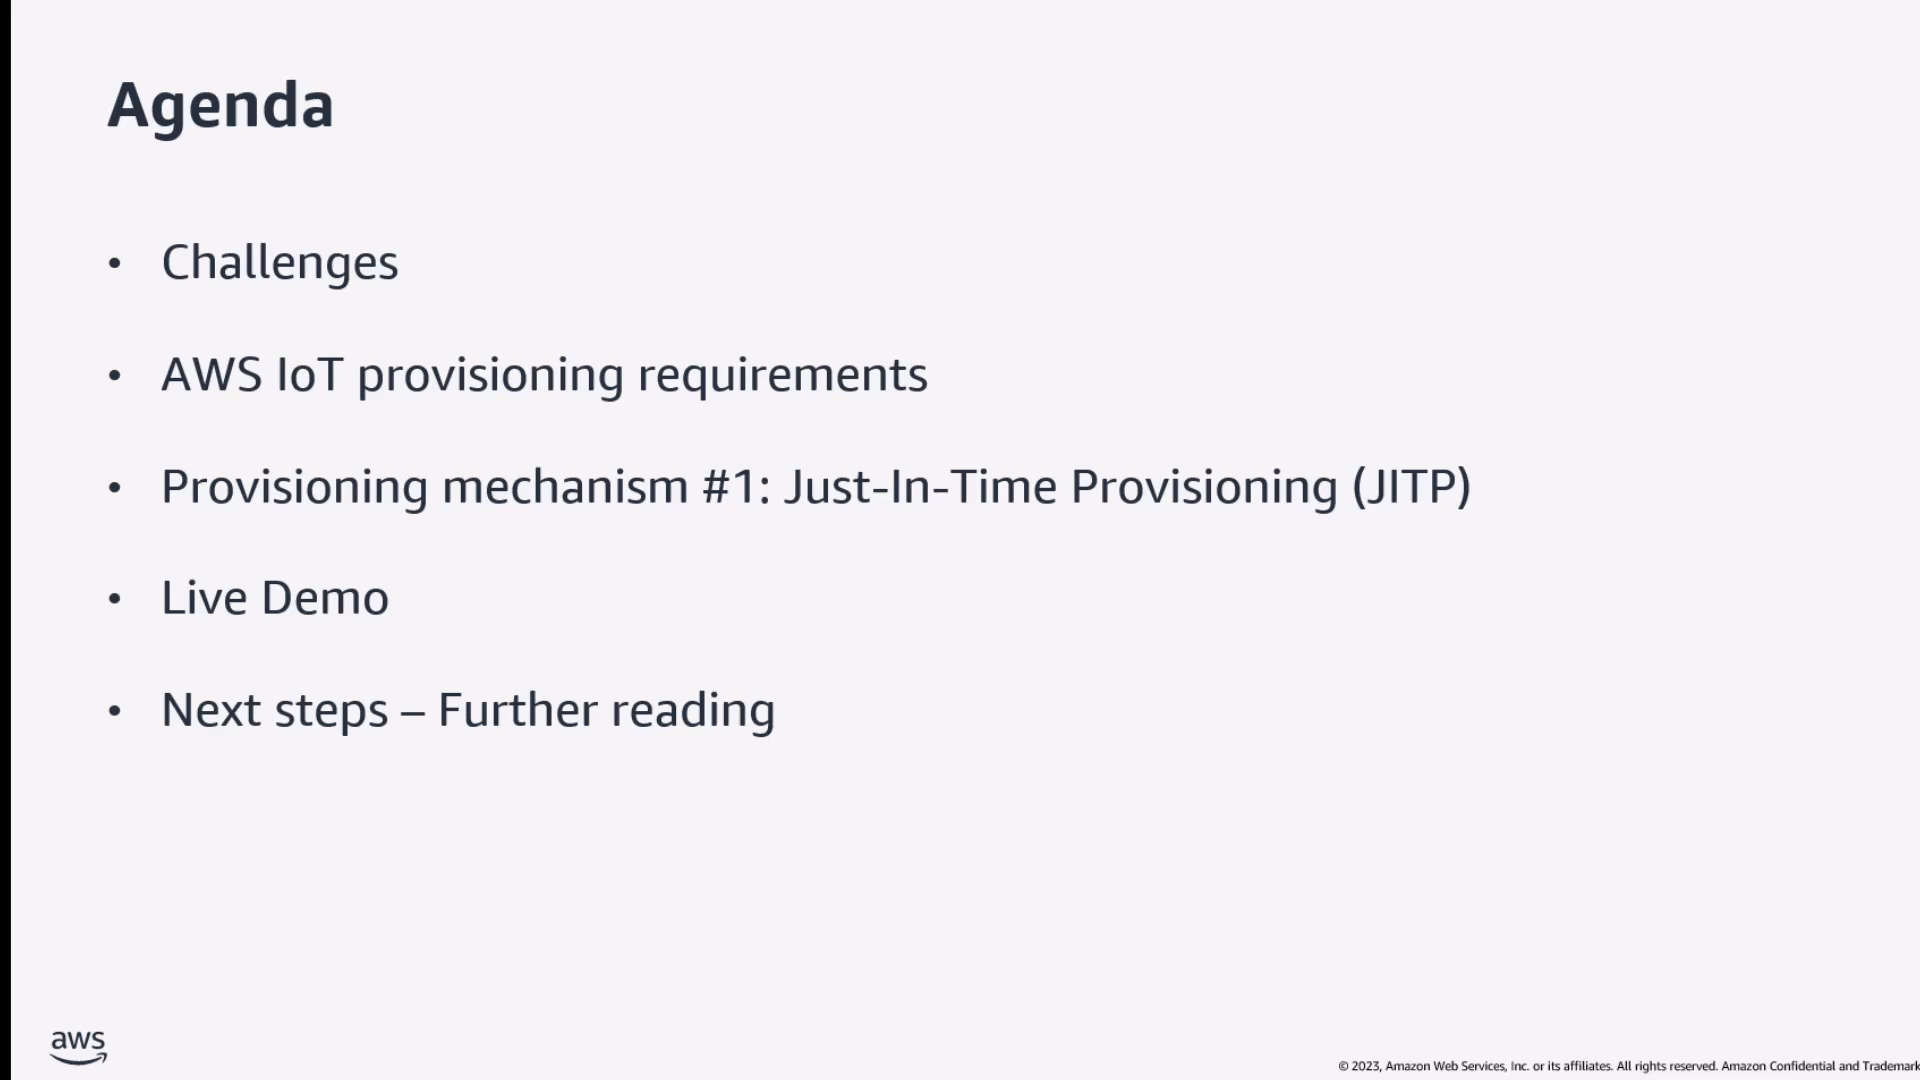 Agenda
• Challenges
• AWS IoT provisioning requirements
• Provisioning mechanism #1: Just-In-Time Provisioning (JITP)
• Live Demo
• Next steps – Further reading
aws
© 2023, Amazon Web Services, Inc. or its affiliates. All rights reserved. Amazon Confidential and Trademark